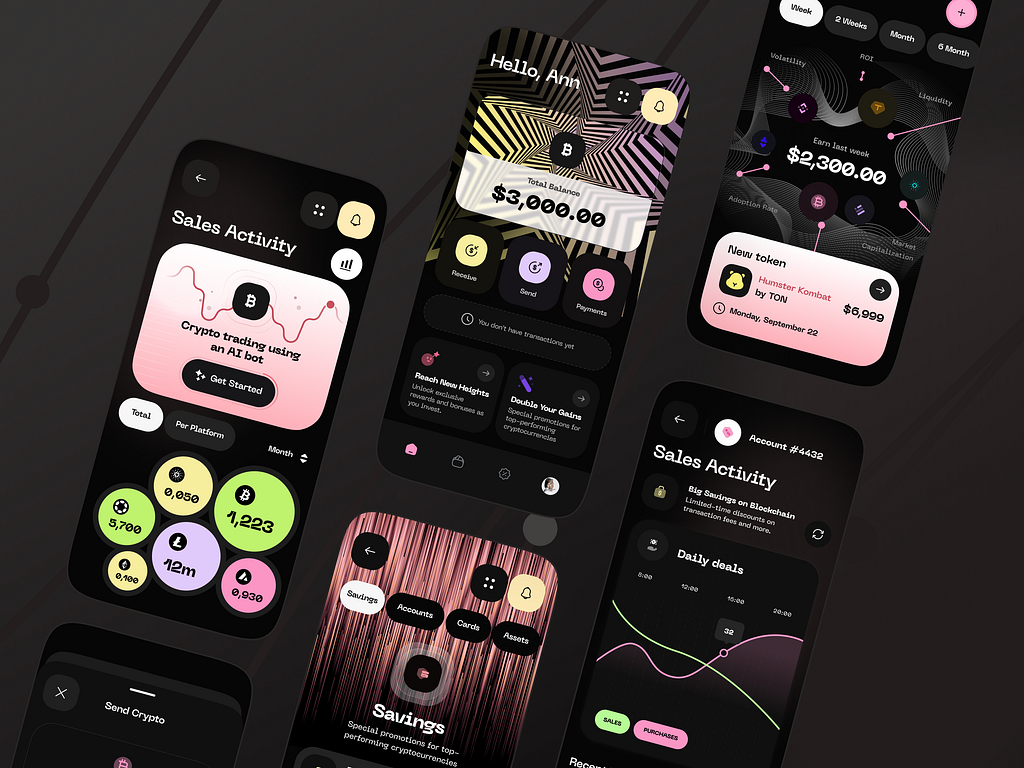 Sales Activity
Crypto trading using
an AI bot
Get Started
Total
Per Platform
Month
0,050
1,223
5,700
12m
0,100
0,930
Send Crypto
Hello, Ann
Total Balance
$3,000.00
Receive
Send
Payments
You don't have transactions yet
Reach New Heights
Unlock exclusive
rewards and bonuses as
you invest.
Double Your Gains
Special promotions for
top-performing
cryptocurrencies
Savings
Accounts
Cards
Assets
Savings
Special promotions for top-
performing cryptocurrencies
Week
2 Weeks
Month
6 Month
Volatility
ROI
Liquidity
Earn last week
$2,300.00
Adoption Rate
Market
Capitalization
New token
Humster Kombat
by TON
$6,999
Monday, September 22
Account #4432
Sales Activity
Big Savings on Blockchain
Limited-time discounts on
transaction fees and more.
Daily deals
8:00
12:00
16:00
20:00
32
SALES
PURCHASES